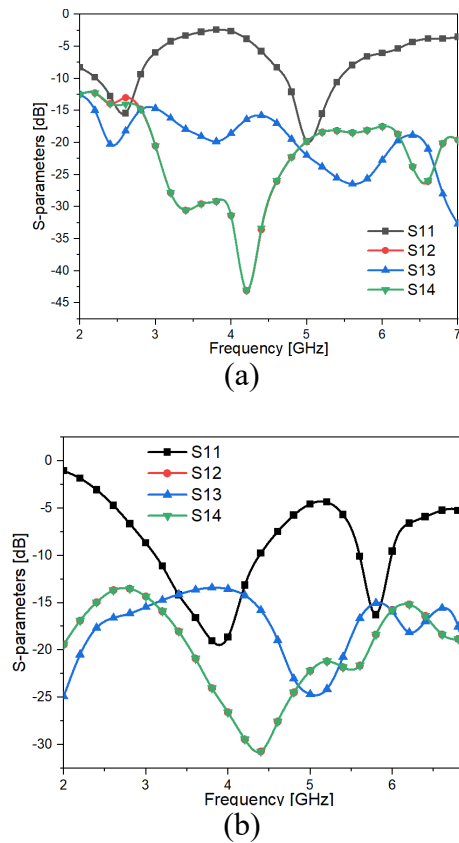 0
-5
-10
-15
-20
-25
-30
-35
-40
-45
S-parameters [dB]
S11
S12
S13
S14
2 3 4 5 6 7
Frequency [GHz]
(a)
0
-5
-10
-15
-20
-25
-30
S-parameters [dB]
S11
S12
S13
S14
2 3 4 5 6
Frequency [GHz]
(b)